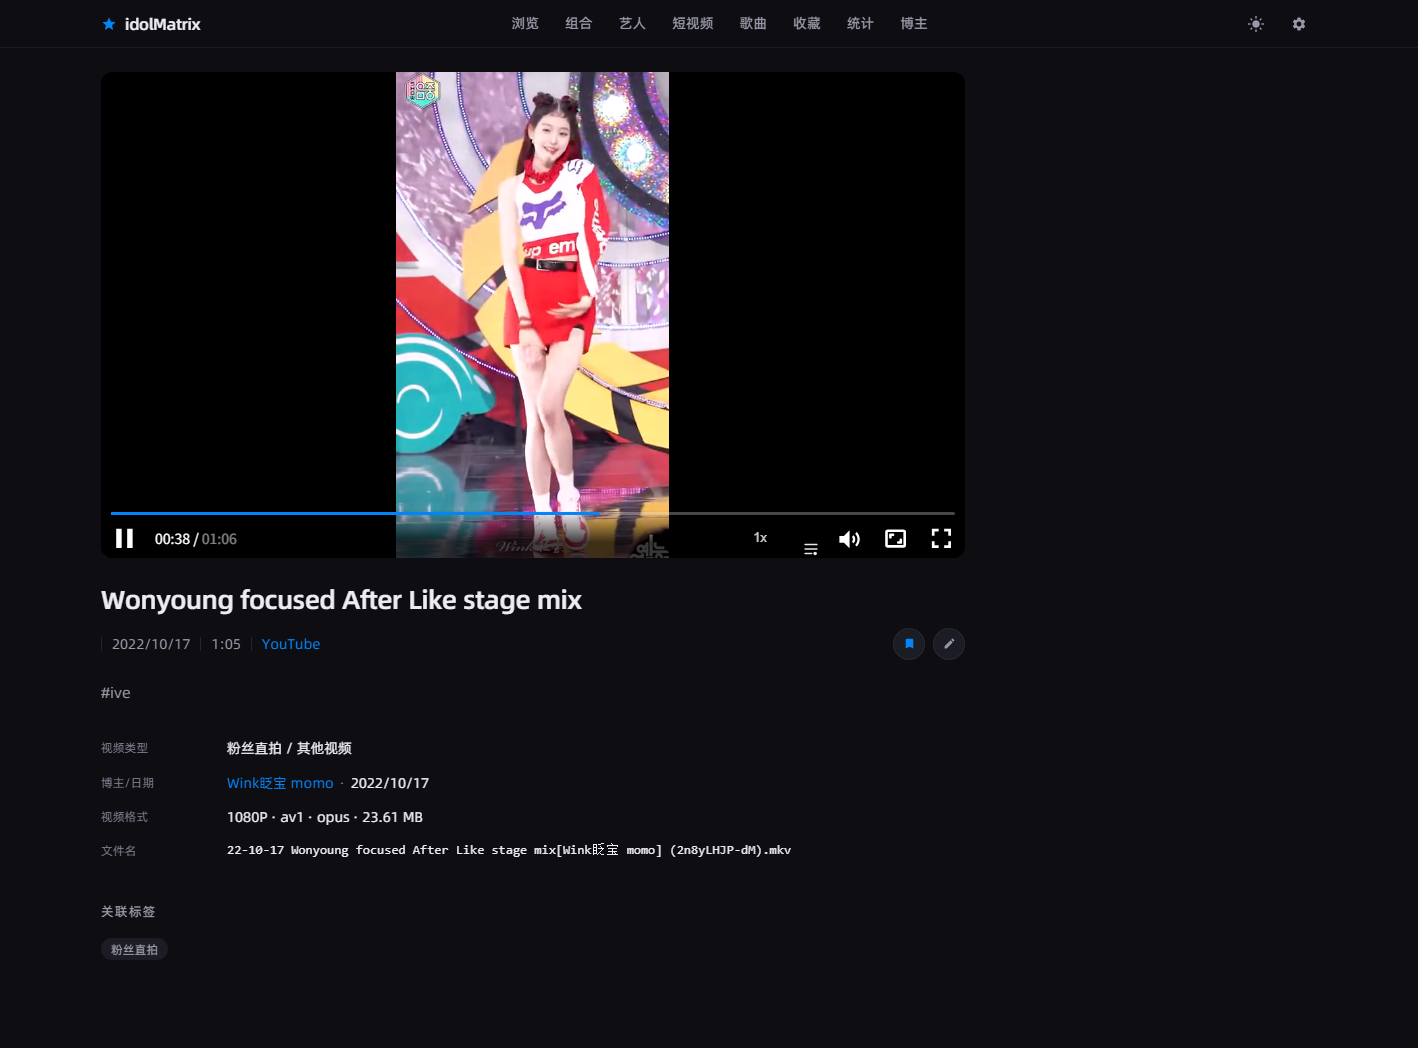 idolMatrix
浏览 组合 艺人 短视频 歌曲 收藏 统计 博主
up em
Wink
00:38 / 01:06
1x
Wonyoung focused After Like stage mix
2022/10/17 1:05 YouTube
#ive
视频类型 粉丝直拍 / 其他视频
博主/日期 Wink眨宝 momo · 2022/10/17
视频格式 1080P · av1 · opus · 23.61 MB
文件名 22-10-17 Wonyoung focused After Like stage mix[Wink眨宝 momo] (2n8yLHJP-dM).mkv
关联标签
粉丝直拍